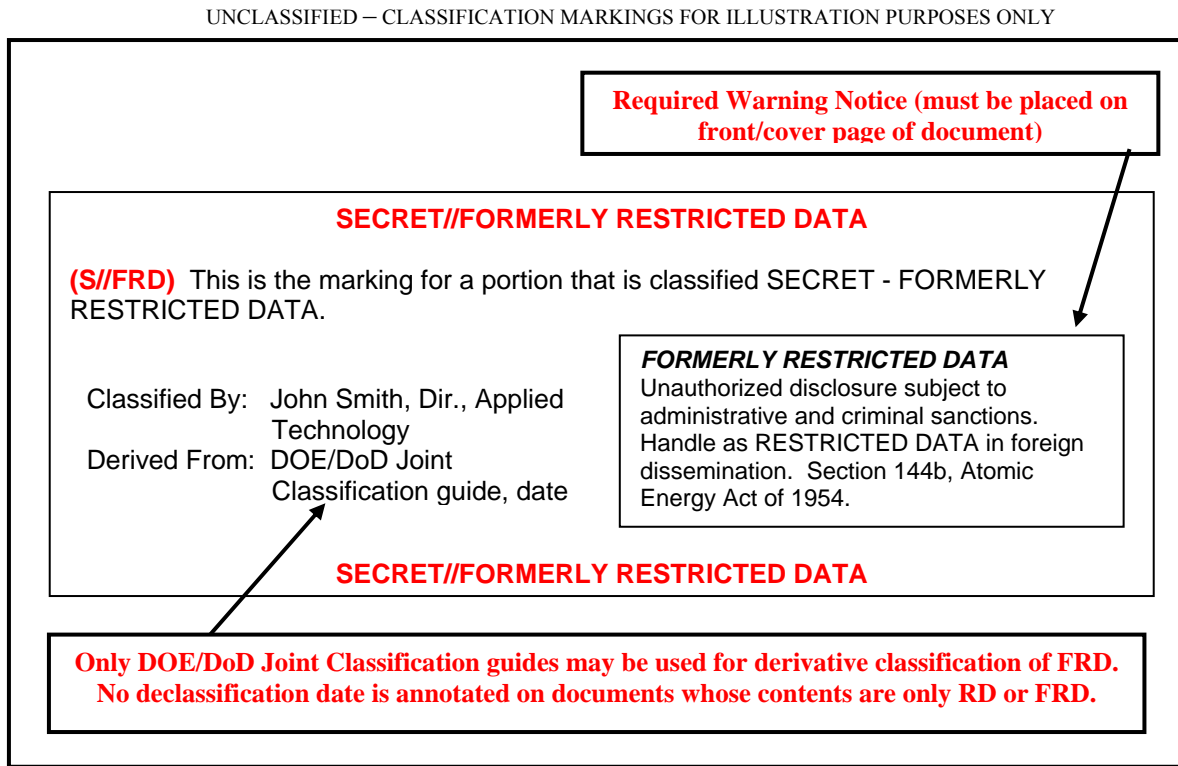 UNCLASSIFIED – CLASSIFICATION MARKINGS FOR ILLUSTRATION PURPOSES ONLY
Required Warning Notice (must be placed on
front/cover page of document)
SECRET//FORMERLY RESTRICTED DATA
(S//FRD) This is the marking for a portion that is classified SECRET - FORMERLY
RESTRICTED DATA.
Classified By: John Smith, Dir., Applied
Technology
Derived From: DOE/DoD Joint
Classification guide, date
FORMERLY RESTRICTED DATA
Unauthorized disclosure subject to
administrative and criminal sanctions.
Handle as RESTRICTED DATA in foreign
dissemination. Section 144b, Atomic
Energy Act of 1954.
SECRET//FORMERLY RESTRICTED DATA
Only DOE/DoD Joint Classification guides may be used for derivative classification of FRD.
No declassification date is annotated on documents whose contents are only RD or FRD.